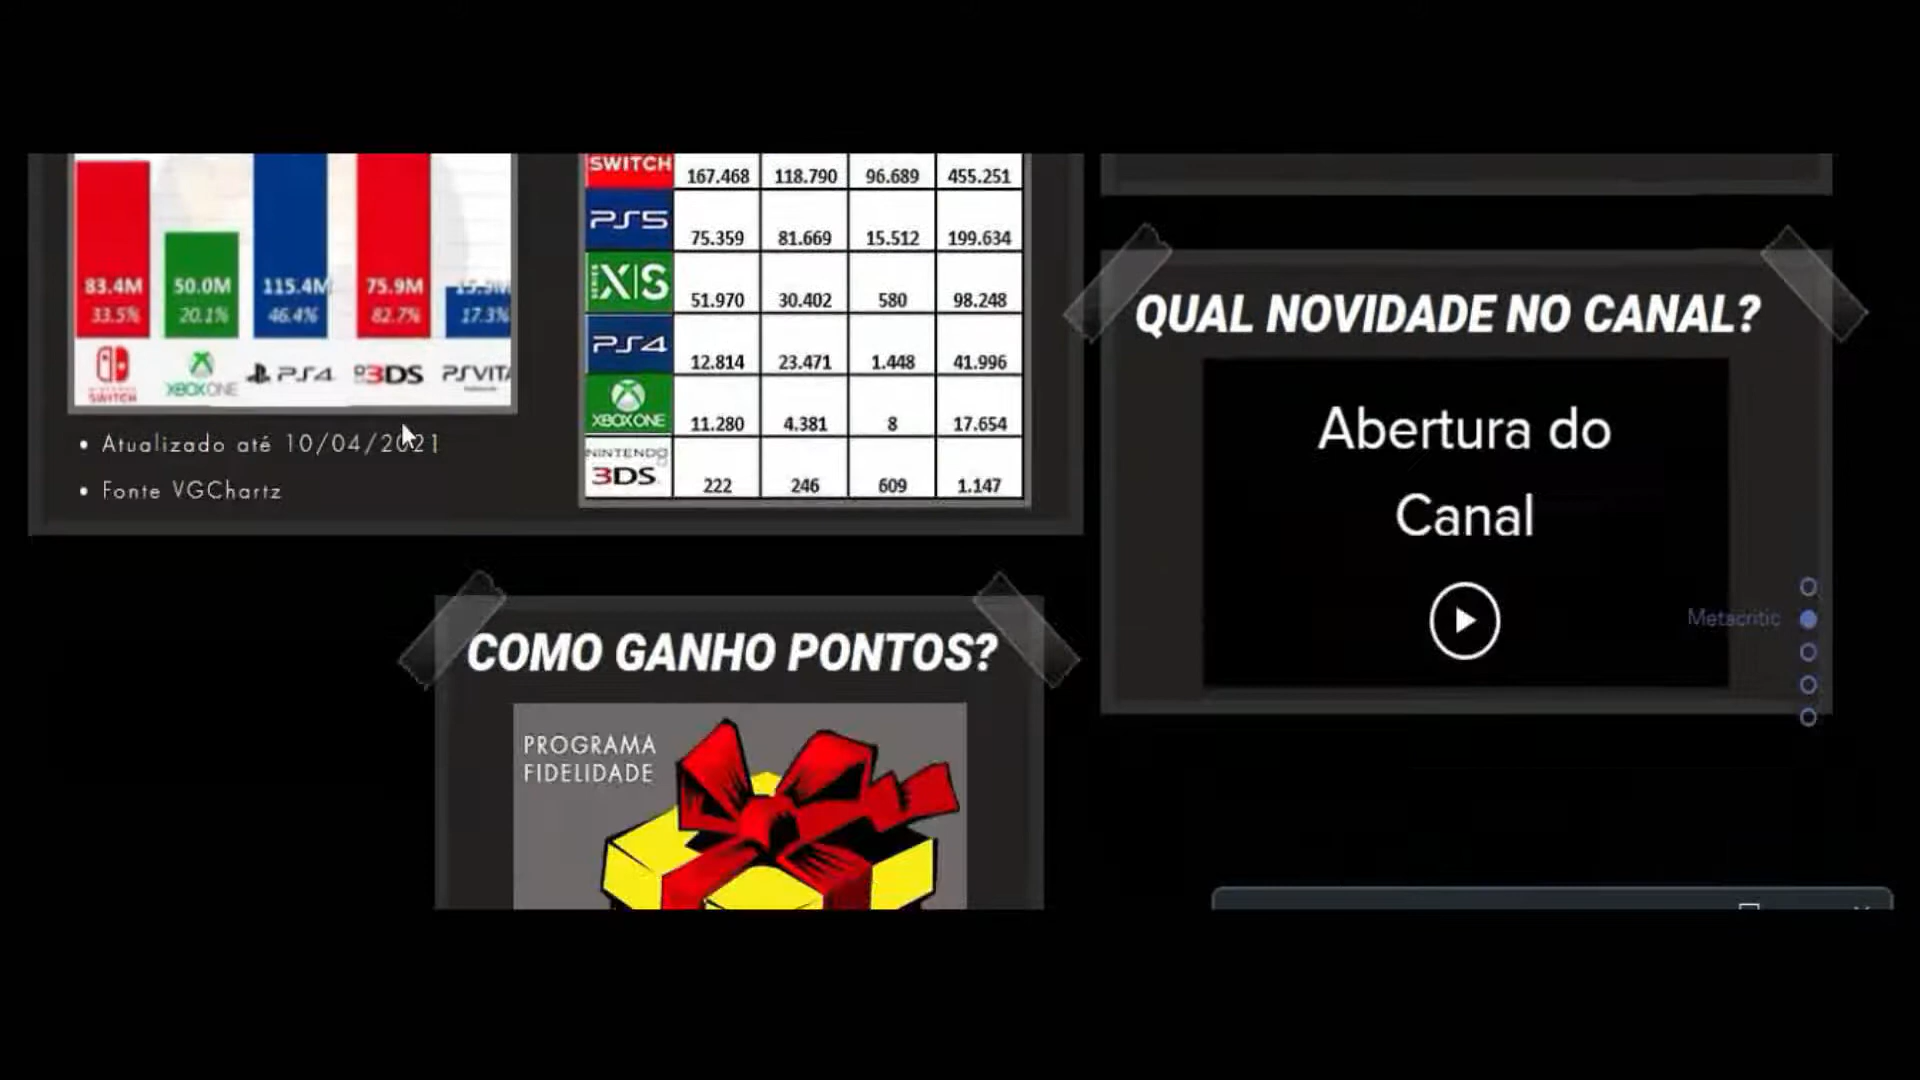 83.4M 50.0M 115.4M 75.9M 15.9M
33.5% 20.1% 46.4% 82.7% 17.3%
NINTENDO
SWITCH XBOX ONE PS4 3DS PSVITA
• Atualizado até 10/04/2021
• Fonte VGChartz
SWITCH 167.468 118.790 96.689 455.251
PS5 75.359 81.669 15.512 199.634
SERIES X|S 51.970 30.402 580 98.248
PS4 12.814 23.471 1.448 41.996
XBOX ONE 11.280 4.381 8 17.654
NINTENDO
3DS 222 246 609 1.147
QUAL NOVIDADE NO CANAL?
Abertura do
Canal
Metacritic
COMO GANHO PONTOS?
PROGRAMA
FIDELIDADE